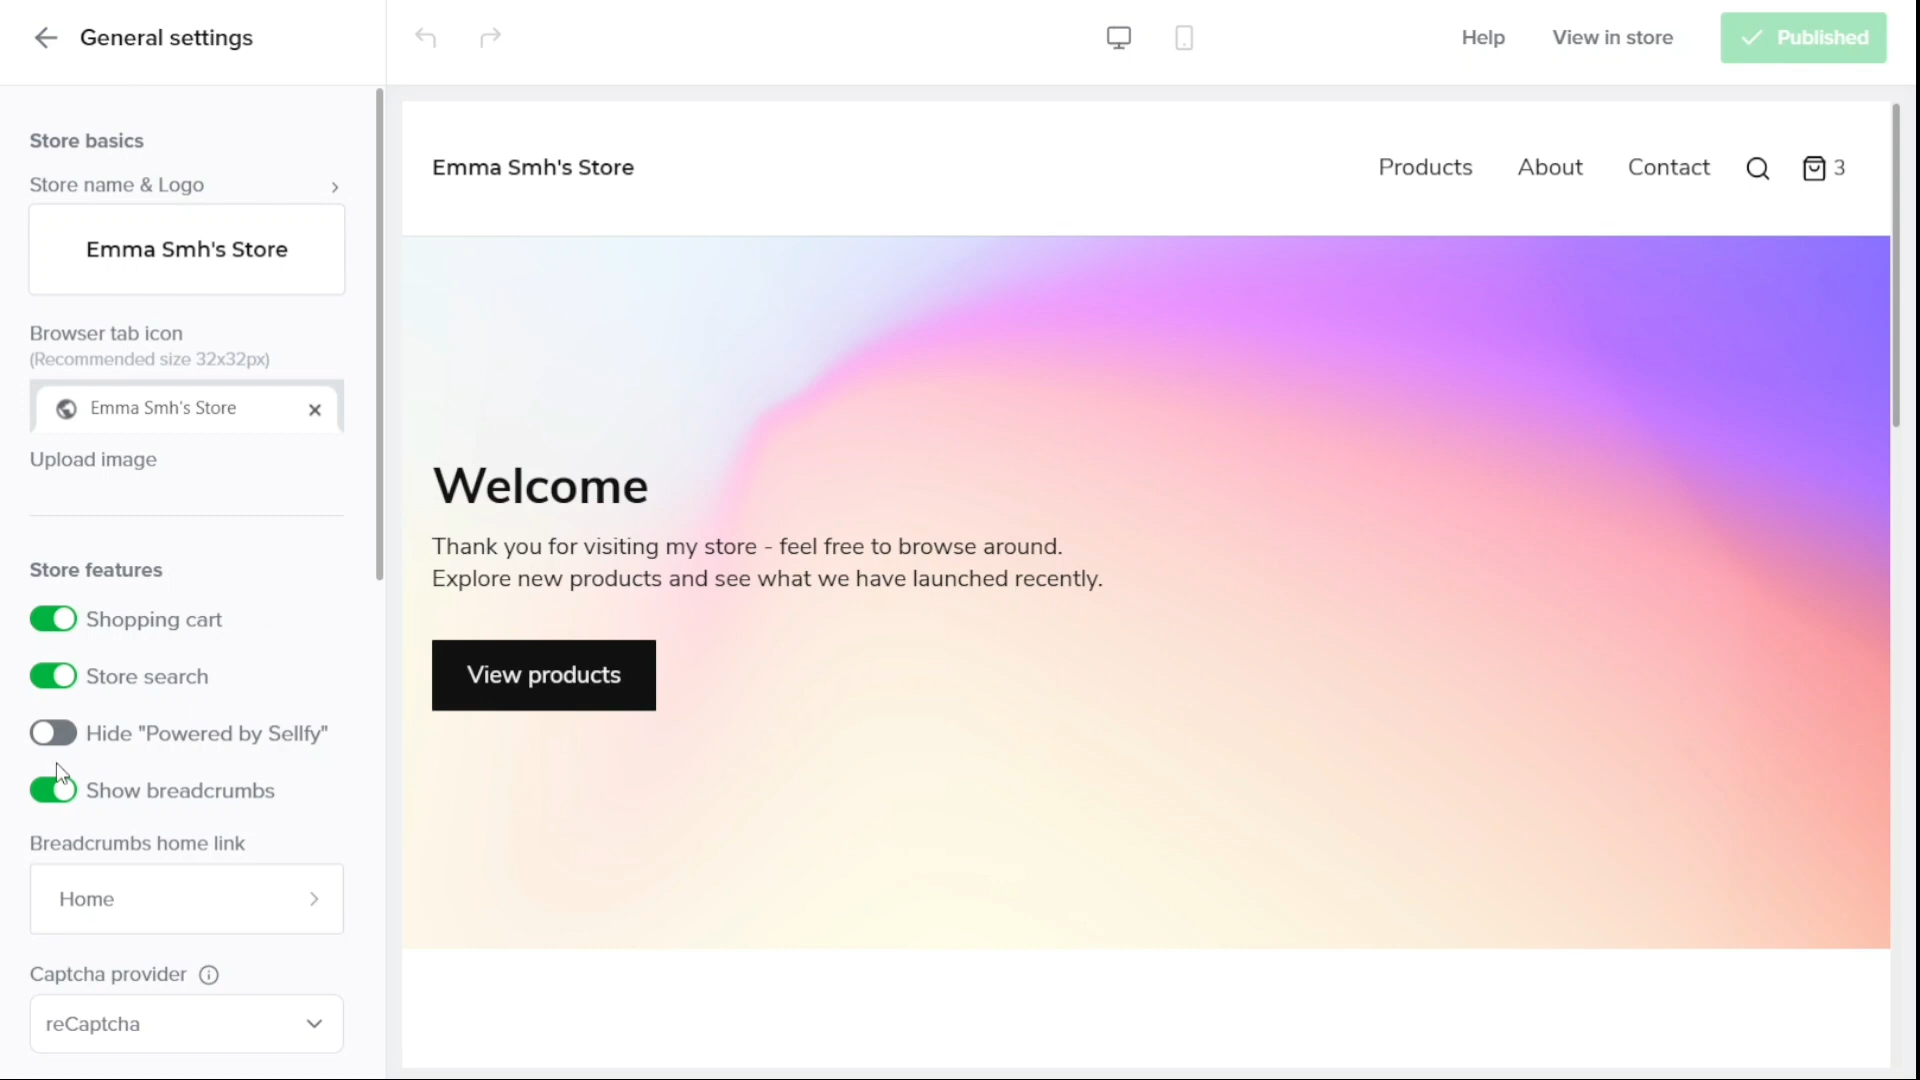 General settings
Help
View in store
Published
Store basics
Store name & Logo
Emma Smh's Store
Browser tab icon
(Recommended size 32x32px)
Emma Smh's Store
Upload image
Store features
Shopping cart
Store search
Hide "Powered by Sellfy"
Show breadcrumbs
Breadcrumbs home link
Home
Captcha provider
reCaptcha
Emma Smh's Store
Products
About
Contact
3
Welcome
Thank you for visiting my store - feel free to browse around.
Explore new products and see what we have launched recently.
View products